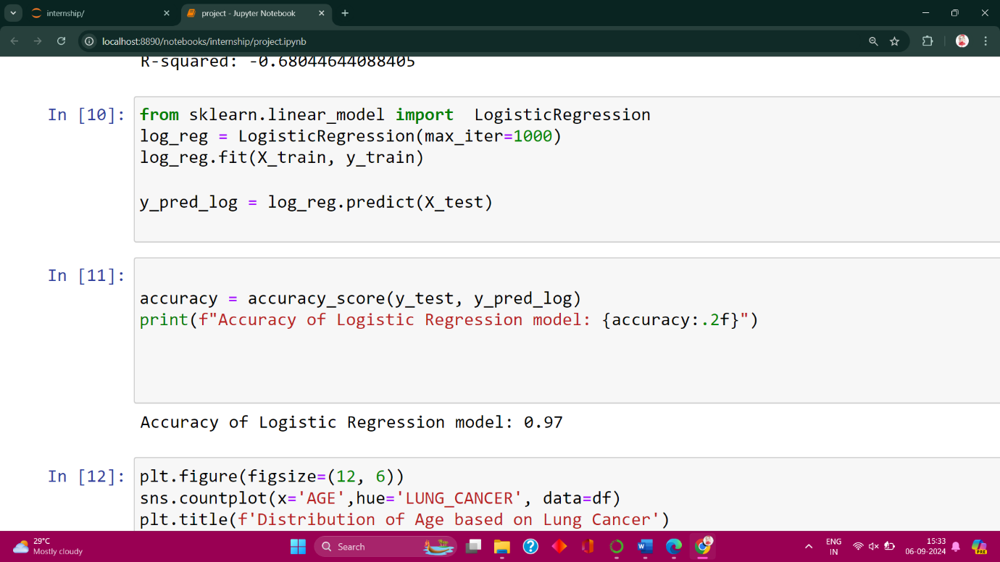 internship/
project - Jupyter Notebook
localhost:8890/notebooks/internship/project.ipynb
R-squared: -0.68044644088405
In [10]:
from sklearn.linear_model import  LogisticRegression
log_reg = LogisticRegression(max_iter=1000)
log_reg.fit(X_train, y_train)
y_pred_log = log_reg.predict(X_test)
In [11]:
accuracy = accuracy_score(y_test, y_pred_log)
print(f"Accuracy of Logistic Regression model: {accuracy:.2f}")
Accuracy of Logistic Regression model: 0.97
In [12]:
plt.figure(figsize=(12, 6))
sns.countplot(x='AGE',hue='LUNG_CANCER', data=df)
plt.title(f'Distribution of Age based on Lung Cancer')
29°C
Mostly cloudy
Search
ENG
IN
15:33
06-09-2024
PRE